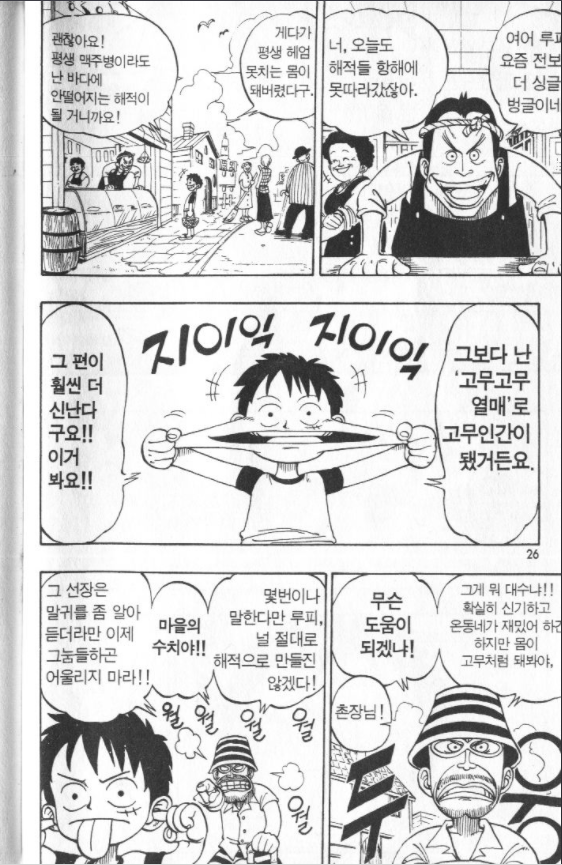 여어 루피
요즘 전보
더 싱글
벙글이네
너, 오늘도
해적들 항해에
못따라갔잖아.
게다가
평생 헤엄
못치는 몸이
돼버렸다구.
괜찮아요!
평생 맥주병이라도
난 바다에
안떨어지는 해적이
될 거니까요!
그보다 난
'고무고무
열매'로
고무인간이
됐거든요.
지이익 지이익
그 편이
훨씬 더
신난다
구요!!
이거
봐요!!
26
그게 뭐 대수냐!!
확실히 신기하고
온동네가 재밌어 하긴
하지만 몸이
고무처럼 돼봐야,
무슨
도움이
되겠냐!
촌장님!
몇번이나
말한다만 루피,
널 절대로
해적으로 만들진
않겠다!
마을의
수치야!!
그 선장은
말귀를 좀 알아
듣더라만 이제
그놈들하곤
어울리지 마라!!
월 월 월 월
월